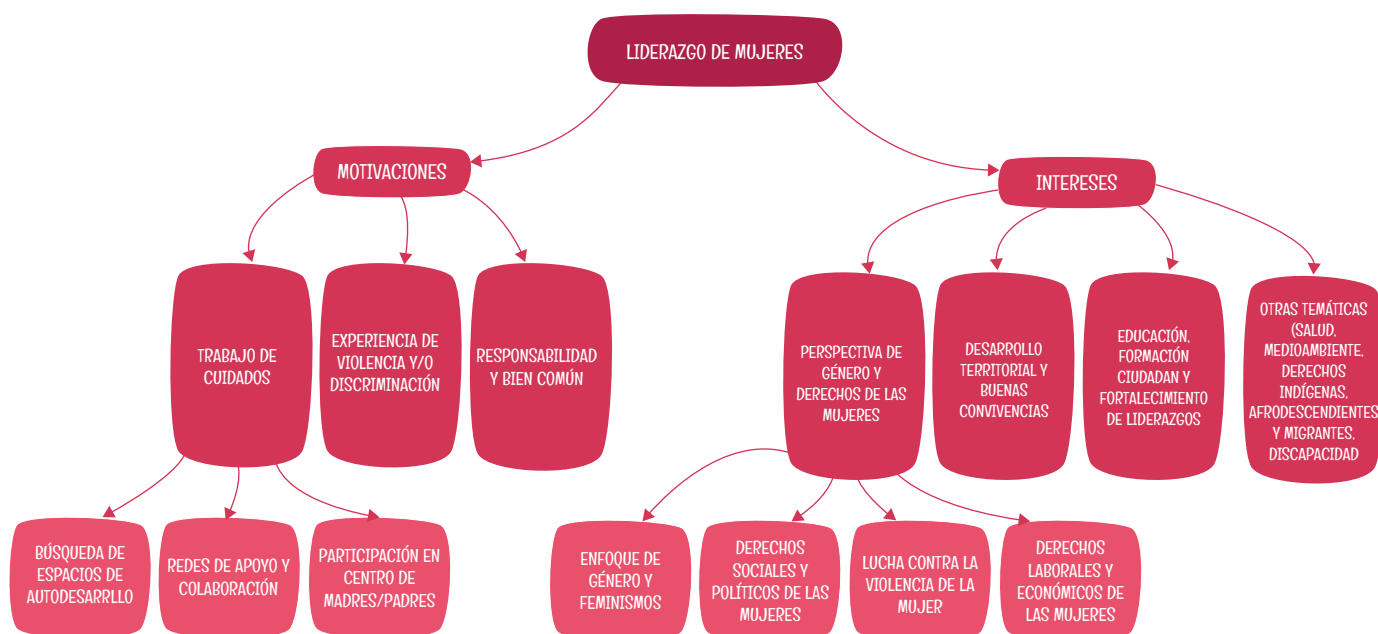 LIDERAZGO DE MUJERES
MOTIVACIONES
INTERESES
TRABAJO DE
CUIDADOS
EXPERIENCIA DE
VIOLENCIA Y/O
DISCRIMINACIÓN
RESPONSABILIDAD
Y BIEN COMÚN
PERSPECTIVA DE
GÉNERO Y
DERECHOS DE LAS
MUJERES
DESARROLLO
TERRITORIAL Y
BUENAS
CONVIVENCIAS
EDUCACIÓN,
FORMACIÓN
CIUDADAN Y
FORTALECIMIENTO
DE LIDERAZGOS
OTRAS TEMÁTICAS
(SALUD,
MEDIOAMBIENTE,
DERECHOS
INDÍGENAS,
AFRODESCENDIENTES
Y MIGRANTES,
DISCAPACIDAD
BÚSQUEDA DE
ESPACIOS DE
AUTODESARRLLO
REDES DE APOYO Y
COLABORACIÓN
PARTICIPACIÓN EN
CENTRO DE
MADRES/PADRES
ENFOQUE DE
GÉNERO Y
FEMINISMOS
DERECHOS
SOCIALES Y
POLÍTICOS DE LAS
MUJERES
LUCHA CONTRA LA
VIOLENCIA DE LA
MUJER
DERECHOS
LABORALES Y
ECONÓMICOS DE
LAS MUJERES